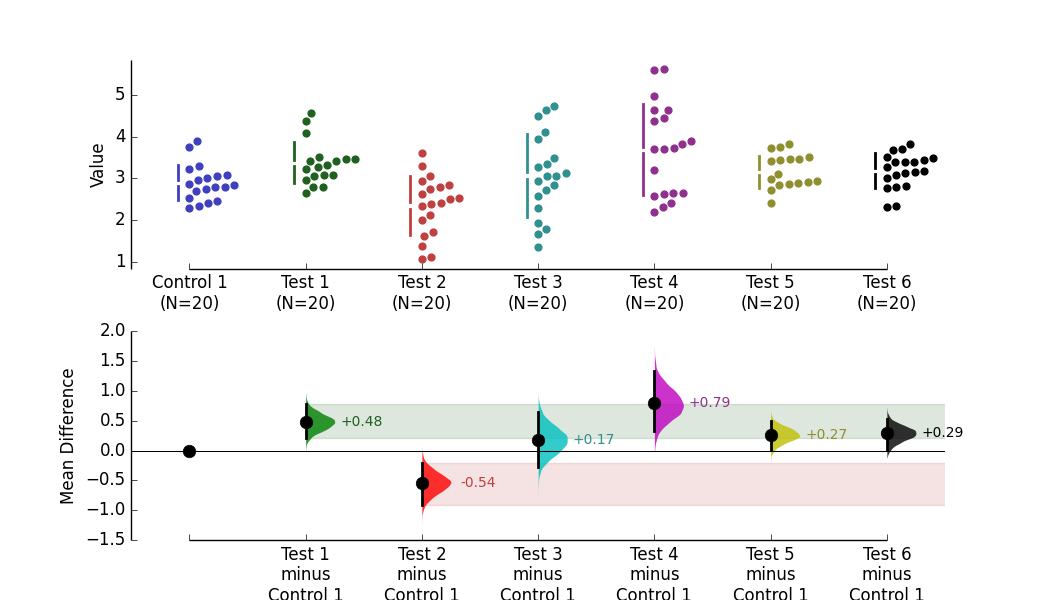 Value
5
4
3
2
1
Control 1 Test 1 Test 2 Test 3 Test 4 Test 5 Test 6
(N=20) (N=20) (N=20) (N=20) (N=20) (N=20) (N=20)
Mean Difference
2.0
1.5
1.0
0.5
0.0
−0.5
−1.0
−1.5
+0.48
-0.54
+0.17
+0.79
+0.27
+0.29
Test 1 Test 2 Test 3 Test 4 Test 5 Test 6
minus minus minus minus minus minus
Control 1 Control 1 Control 1 Control 1 Control 1 Control 1